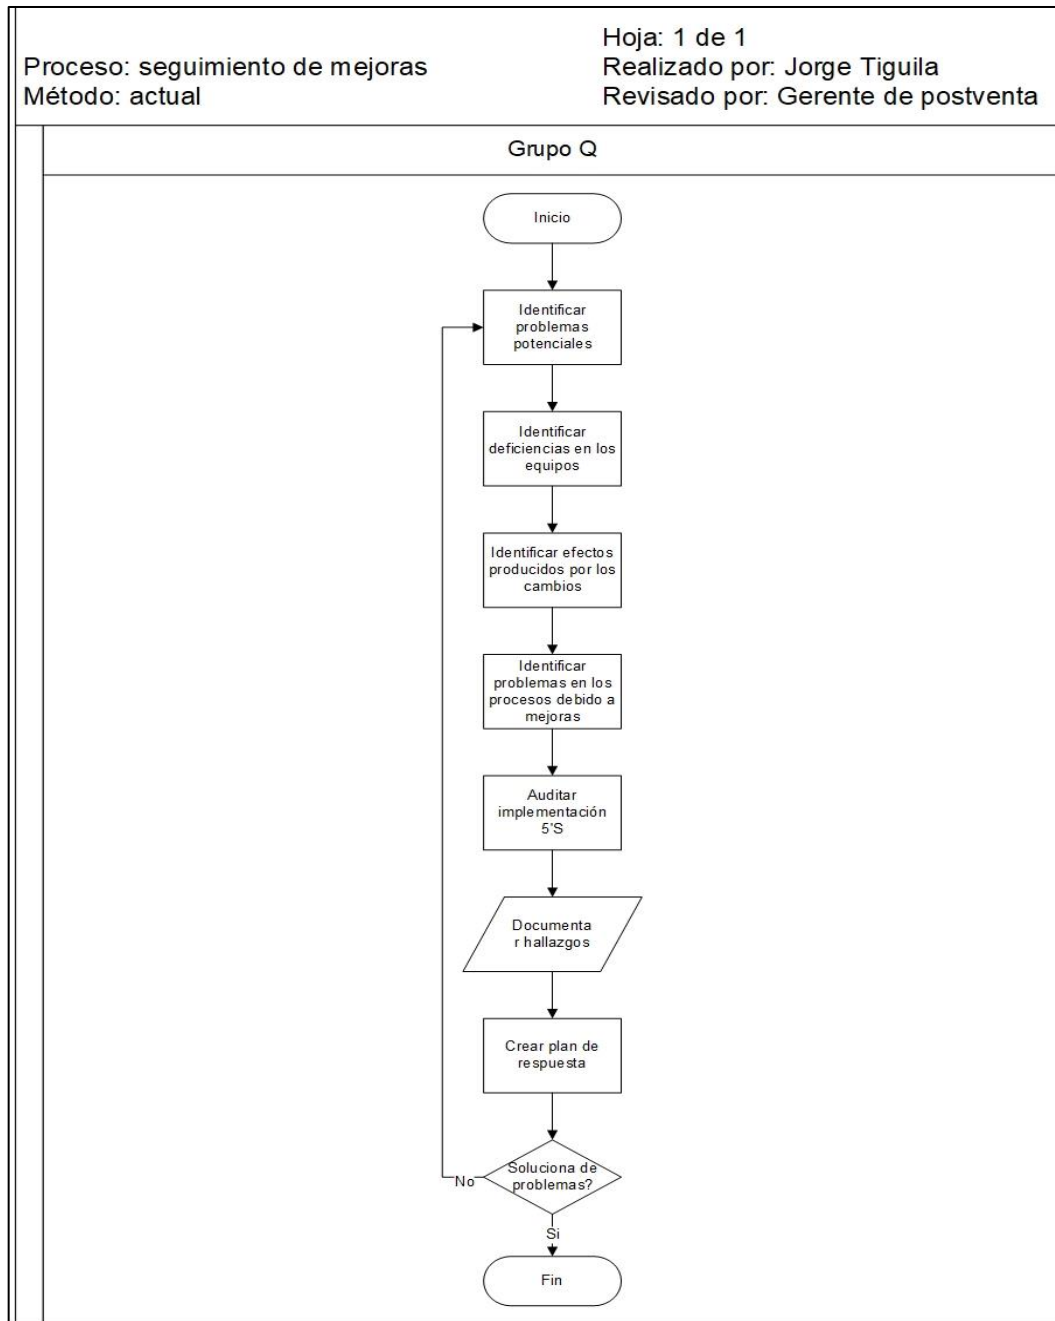 Hoja: 1 de 1
Proceso: seguimiento de mejoras
Realizado por: Jorge Tiguila
Método: actual
Revisado por: Gerente de postventa
Grupo Q
Inicio
Identificar
problemas
potenciales
Identificar
deficiencias en los
equipos
Identificar efectos
producidos por los
cambios
Identificar
problemas en los
procesos debido a
mejoras
Auditar
implementación
5'S
Documenta
r hallazgos
Crear plan de
respuesta
Soluciona de
problemas?
No
Si
Fin